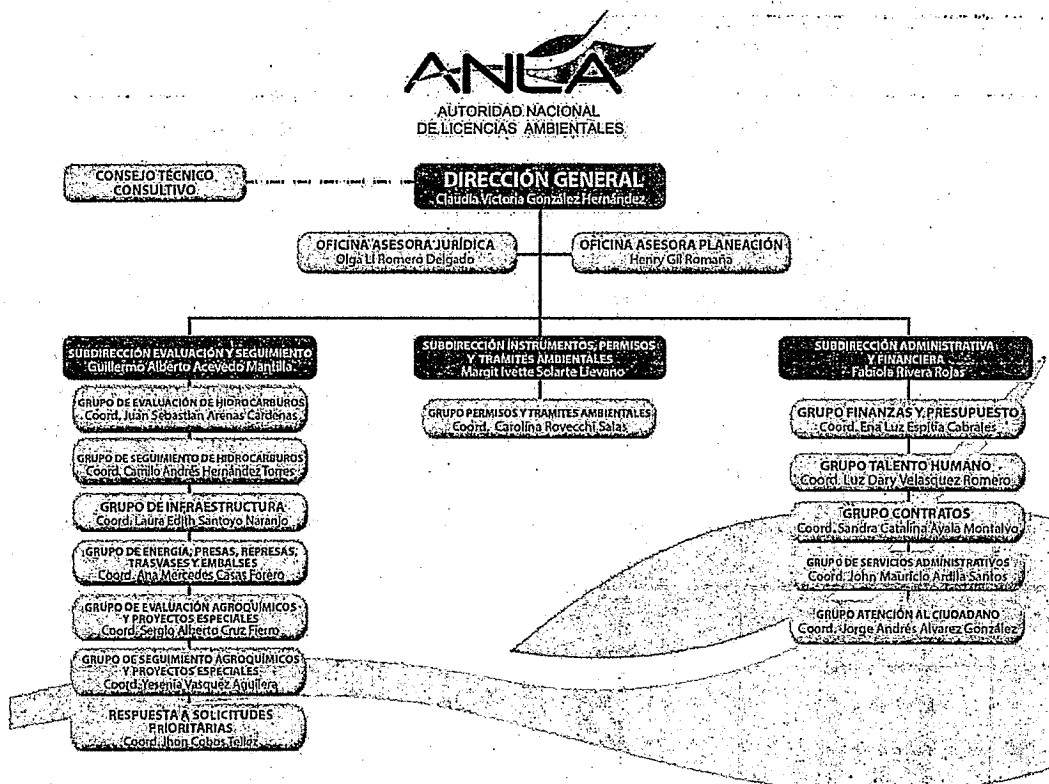 ANLA
AUTORIDAD NACIONAL
DE LICENCIAS AMBIENTALES
CONSEJO TÉCNICO
CONSULTIVO
DIRECCIÓN GENERAL
Claudia Victoria González Hernández
OFICINA ASESORA JURÍDICA
Olga Li Romero Delgado
OFICINA ASESORA PLANEACIÓN
Henry Gil Romaña
SUBDIRECCIÓN EVALUACIÓN Y SEGUIMIENTO
Guillermo Alberto Acevedo Mantilla
GRUPO DE EVALUACIÓN DE HIDROCARBUROS
Coord. Juan Sebastian Arenas Cardenas
GRUPO DE SEGUIMIENTO DE HIDROCARBUROS
Coord. Camilo Andrés Hernández Torres
GRUPO DE INFRAESTRUCTURA
Coord. Laura Edith Santoyo Naranjo
GRUPO DE ENERGÍA, PRESAS, REPRESAS,
TRASVASES Y EMBALSES
Coord. Ana Mercedes Casas Forero
GRUPO DE EVALUACIÓN AGROQUÍMICOS
Y PROYECTOS ESPECIALES
Coord. Sergio Alberto Cruz Fierro
GRUPO DE SEGUIMIENTO AGROQUÍMICOS
Y PROYECTOS ESPECIALES
Coord. Yesenia Vasquez Aguilera
RESPUESTA A SOLICITUDES
PRIORITARIAS
Coord. Jhon Cobos Tellez
SUBDIRECCIÓN INSTRUMENTOS, PERMISOS
Y TRAMITES AMBIENTALES
Margit Ivette Solarte Lievano
GRUPO PERMISOS Y TRAMITES AMBIENTALES
Coord. Carolina Rovecchi Salas
SUBDIRECCIÓN ADMINISTRATIVA
Y FINANCIERA
Fabiola Rivera Rojas
GRUPO FINANZAS Y PRESUPUESTO
Coord. Ena Luz Espitia Cabrales
GRUPO TALENTO HUMANO
Coord. Luz Dary Velasquez Romero
GRUPO CONTRATOS
Coord. Sandra Catalina Ayala Montalvo
GRUPO DE SERVICIOS ADMINISTRATIVOS
Coord. John Mauricio Ardila Santos
GRUPO ATENCIÓN AL CIUDADANO
Coord. Jorge Andrés Alvarez González